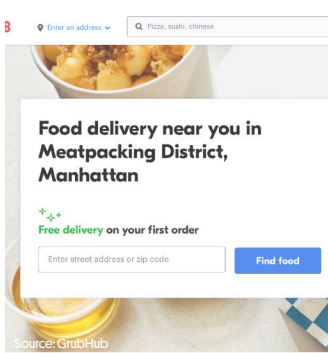 Enter an address
Pizza, sushi, chinese
Food delivery near you in
Meatpacking District,
Manhattan
Free delivery on your first order
Enter street address or zip code
Find food
Source: GrubHub